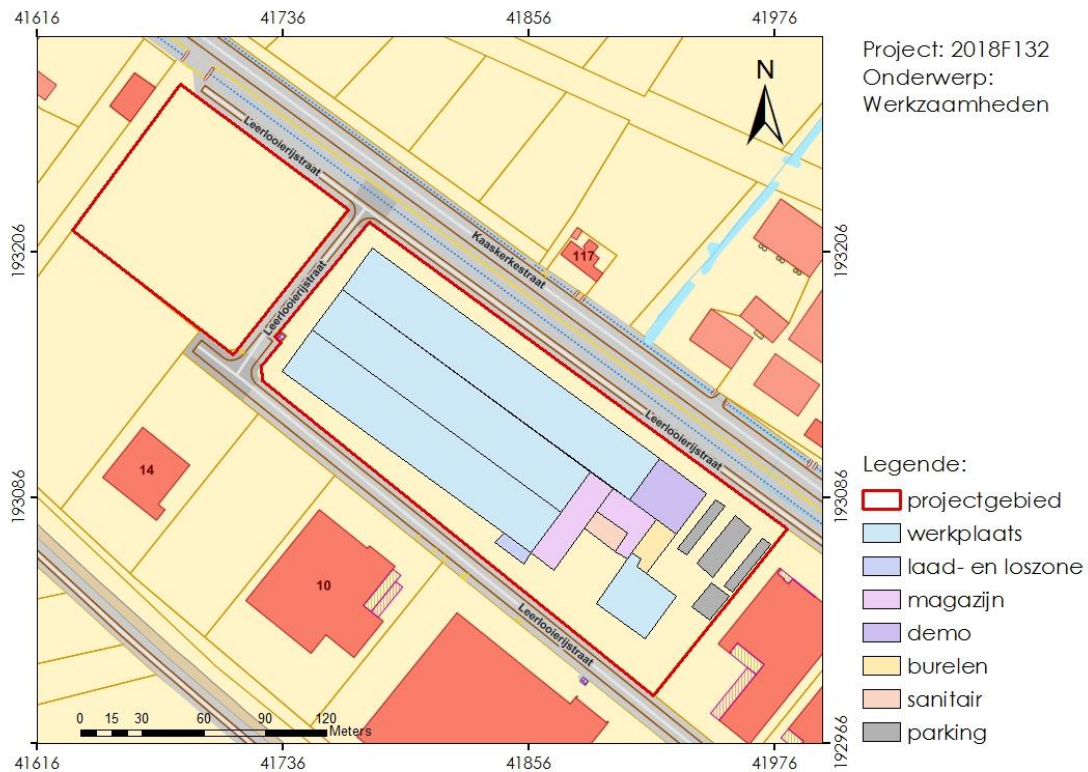 41616 41736 41856 41976
Project: 2018F132
Onderwerp:
Werkzaamheden
N
Leerlooierijstraat
193206
Kaaskerkestraat
117
193206
Leerlooierijstraat
Leerlooierijstraat
14
193086
10
Leerlooierijstraat
193086
0 15 30 60 90 120
Meters
192966
41616 41736 41856 41976
Legende:
projectgebied
werkplaats
laad- en loszone
magazijn
demo
burelen
sanitair
parking